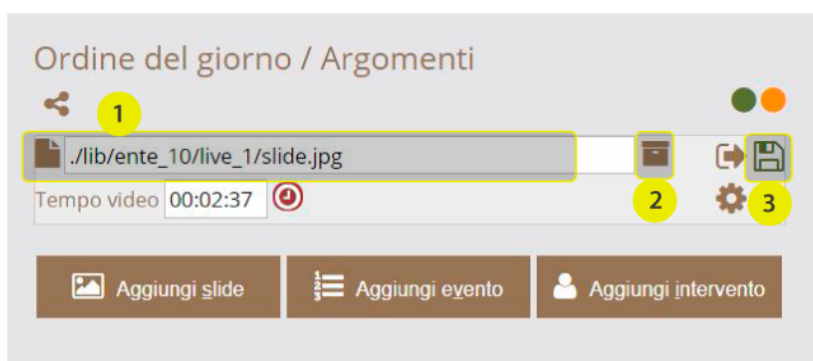 Ordine del giorno / Argomenti
1
./lib/ente_10/live_1/slide.jpg
Tempo video 00:02:37
2
3
Aggiungi slide
Aggiungi evento
Aggiungi intervento